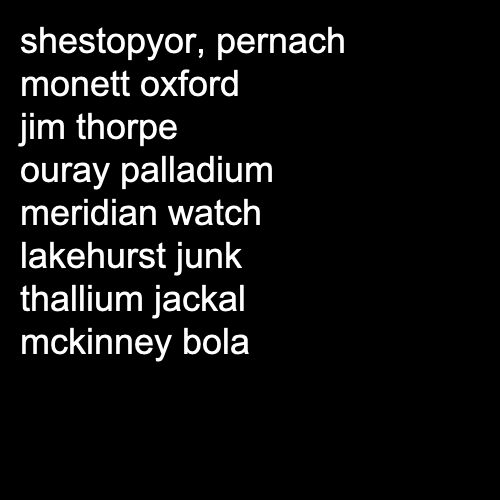 shestopyor, pernach
monett oxford
jim thorpe
ouray palladium
meridian watch
lakehurst junk
thallium jackal
mckinney bola